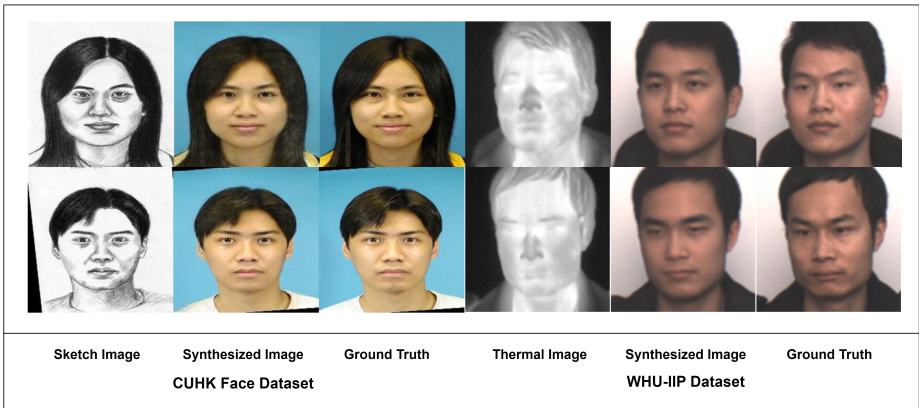 Sketch Image Synthesized Image Ground Truth Thermal Image Synthesized Image Ground Truth
CUHK Face Dataset WHU-IIP Dataset